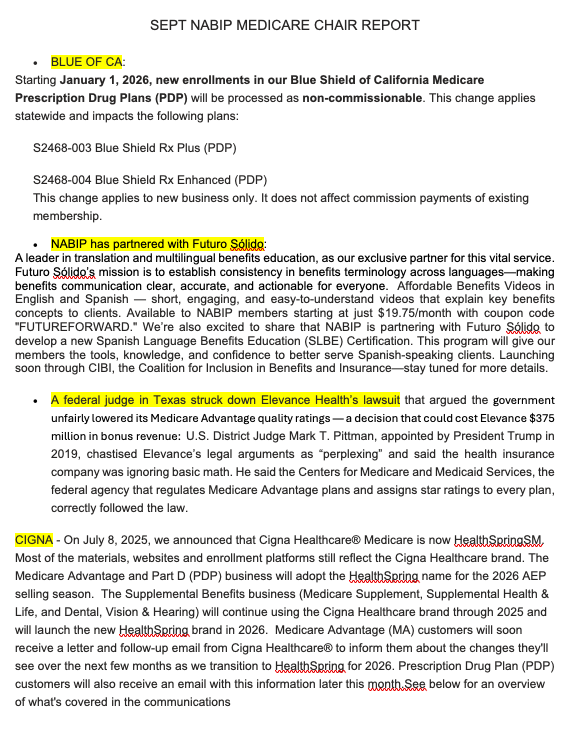 SEPT NABIP MEDICARE CHAIR REPORT
• BLUE OF CA:
Starting January 1, 2026, new enrollments in our Blue Shield of California Medicare
Prescription Drug Plans (PDP) will be processed as non-commissionable. This change applies
statewide and impacts the following plans:
S2468-003 Blue Shield Rx Plus (PDP)
S2468-004 Blue Shield Rx Enhanced (PDP)
This change applies to new business only. It does not affect commission payments of existing
membership.
• NABIP has partnered with Futuro Sólido:
A leader in translation and multilingual benefits education, as our exclusive partner for this vital service.
Futuro Sólido's mission is to establish consistency in benefits terminology across languages—making
benefits communication clear, accurate, and actionable for everyone. Affordable Benefits Videos in
English and Spanish — short, engaging, and easy-to-understand videos that explain key benefits
concepts to clients. Available to NABIP members starting at just $19.75/month with coupon code
"FUTUREFORWARD." We're also excited to share that NABIP is partnering with Futuro Sólido to
develop a new Spanish Language Benefits Education (SLBE) Certification. This program will give our
members the tools, knowledge, and confidence to better serve Spanish-speaking clients. Launching
soon through CIBI, the Coalition for Inclusion in Benefits and Insurance—stay tuned for more details.
• A federal judge in Texas struck down Elevance Health's lawsuit that argued the government
unfairly lowered its Medicare Advantage quality ratings — a decision that could cost Elevance $375
million in bonus revenue: U.S. District Judge Mark T. Pittman, appointed by President Trump in
2019, chastised Elevance's legal arguments as “perplexing” and said the health insurance
company was ignoring basic math. He said the Centers for Medicare and Medicaid Services, the
federal agency that regulates Medicare Advantage plans and assigns star ratings to every plan,
correctly followed the law.
CIGNA - On July 8, 2025, we announced that Cigna Healthcare® Medicare is now HealthSpringSM.
Most of the materials, websites and enrollment platforms still reflect the Cigna Healthcare brand. The
Medicare Advantage and Part D (PDP) business will adopt the HealthSpring name for the 2026 AEP
selling season. The Supplemental Benefits business (Medicare Supplement, Supplemental Health &
Life, and Dental, Vision & Hearing) will continue using the Cigna Healthcare brand through 2025 and
will launch the new HealthSpring brand in 2026. Medicare Advantage (MA) customers will soon
receive a letter and follow-up email from Cigna Healthcare® to inform them about the changes they'll
see over the next few months as we transition to HealthSpring for 2026. Prescription Drug Plan (PDP)
customers will also receive an email with this information later this month.See below for an overview
of what's covered in the communications